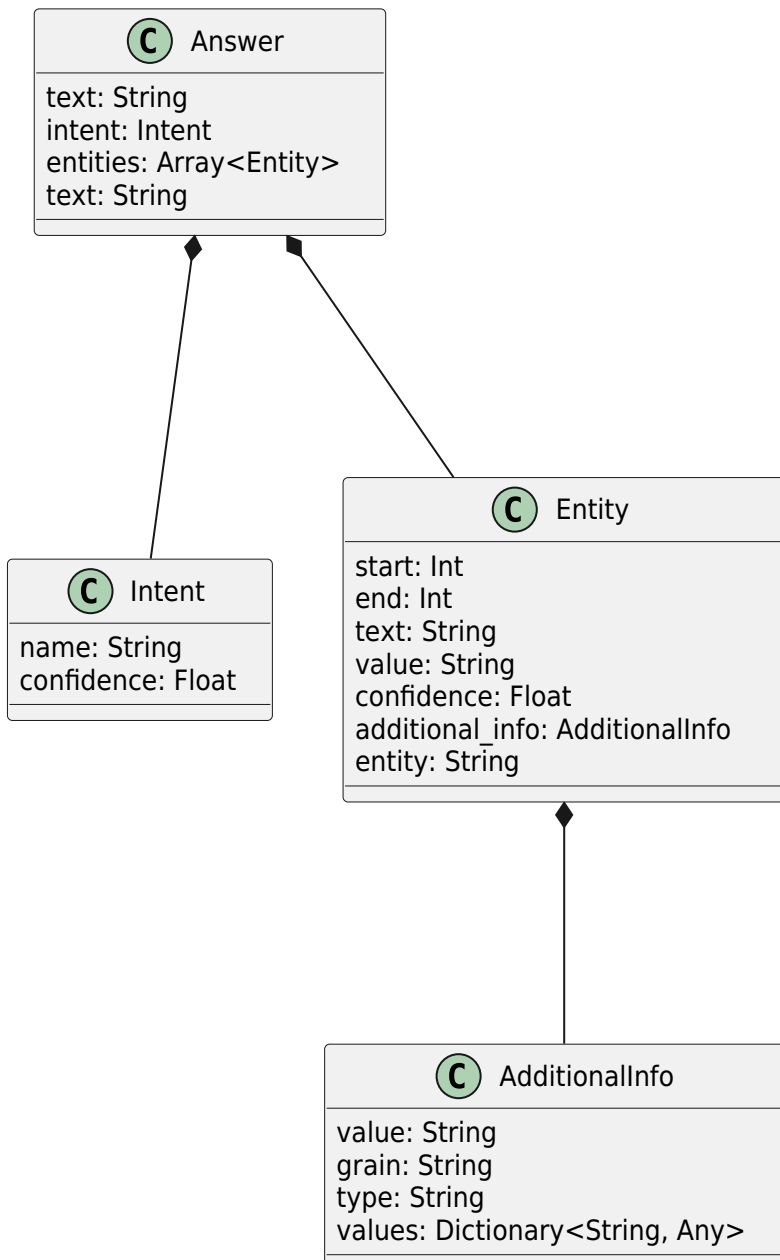 C Answer
text: String
intent: Intent
entities: Array<Entity>
text: String
C Intent
name: String
confidence: Float
C Entity
start: Int
end: Int
text: String
value: String
confidence: Float
additional_info: AdditionalInfo
entity: String
C AdditionalInfo
value: String
grain: String
type: String
values: Dictionary<String, Any>